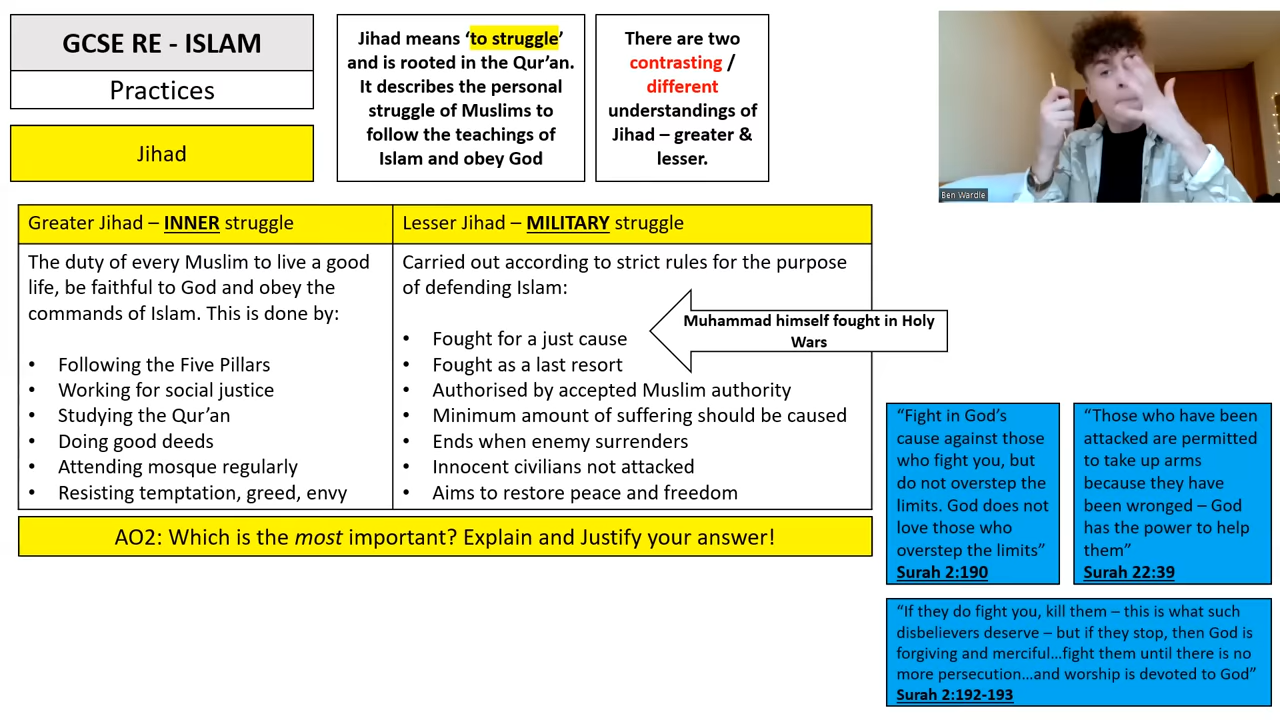 GCSE RE - ISLAM
Practices
Jihad
Jihad means ‘to struggle’
and is rooted in the Qur’an.
It describes the personal
struggle of Muslims to
follow the teachings of
Islam and obey God
There are two
contrasting /
different
understandings of
Jihad – greater &
lesser.
Ben Wardle
Greater Jihad – INNER struggle
The duty of every Muslim to live a good
life, be faithful to God and obey the
commands of Islam. This is done by:
• Following the Five Pillars
• Working for social justice
• Studying the Qur’an
• Doing good deeds
• Attending mosque regularly
• Resisting temptation, greed, envy
Lesser Jihad – MILITARY struggle
Carried out according to strict rules for the purpose
of defending Islam:
• Fought for a just cause
• Fought as a last resort
• Authorised by accepted Muslim authority
• Minimum amount of suffering should be caused
• Ends when enemy surrenders
• Innocent civilians not attacked
• Aims to restore peace and freedom
Muhammad himself fought in Holy
Wars
AO2: Which is the most important? Explain and Justify your answer!
“Fight in God’s
cause against those
who fight you, but
do not overstep the
limits. God does not
love those who
overstep the limits”
Surah 2:190
“Those who have been
attacked are permitted
to take up arms
because they have
been wronged – God
has the power to help
them”
Surah 22:39
“If they do fight you, kill them – this is what such
disbelievers deserve – but if they stop, then God is
forgiving and merciful...fight them until there is no
more persecution...and worship is devoted to God”
Surah 2:192-193